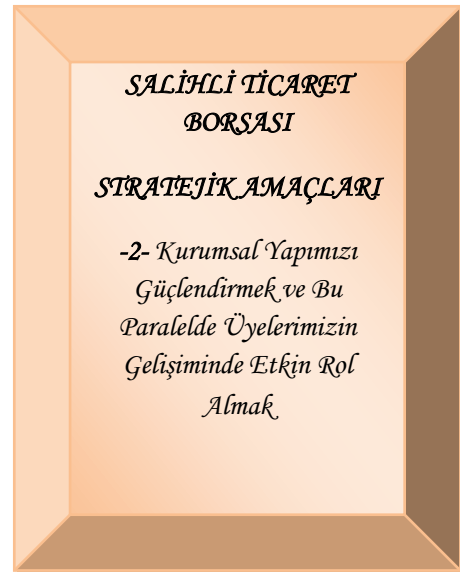 SALİHLİ TİCARET
BORSASI
STRATEJİK AMAÇLARI
-2- Kurumsal Yapımızı
Güçlendirmek ve Bu
Paralelde Üyelerimizin
Gelişiminde Etkin Rol
Almak